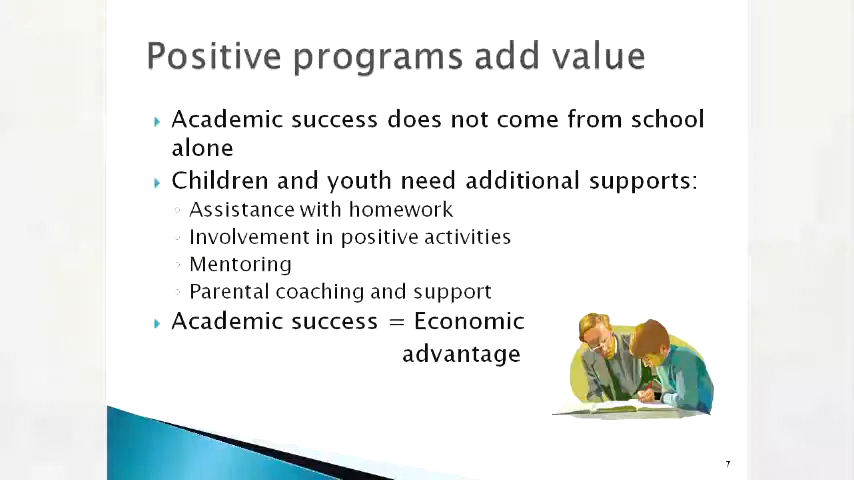 Positive programs add value
Academic success does not come from school
alone
Children and youth need additional supports:
Assistance with homework
Involvement in positive activities
Mentoring
Parental coaching and support
Academic success = Economic
advantage
7